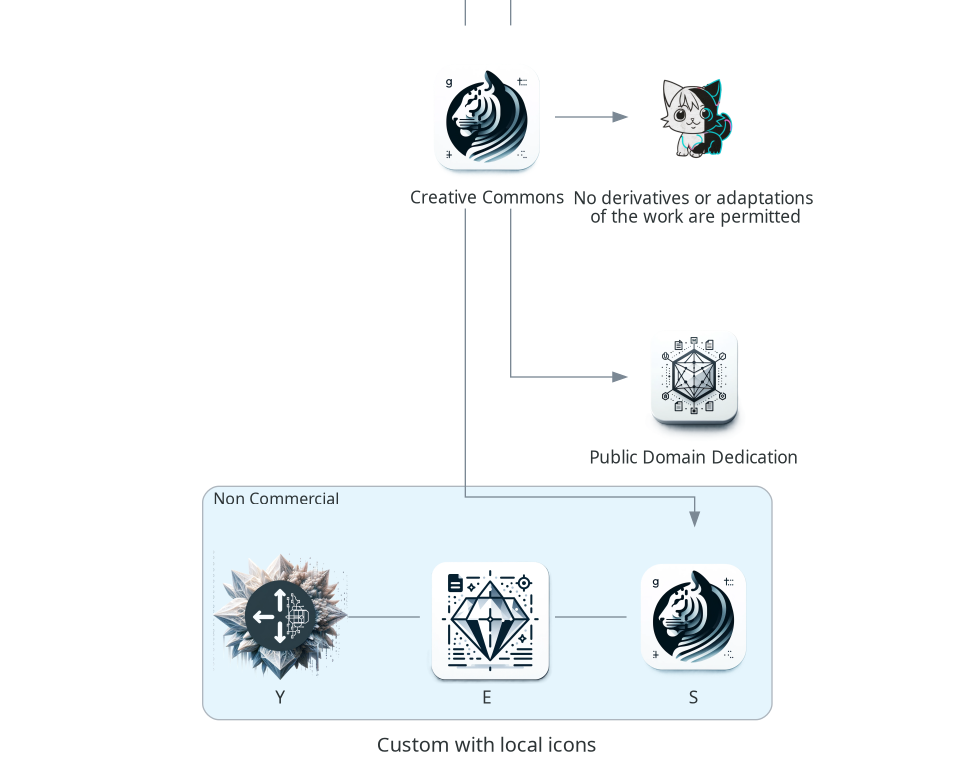 g t::
Creative Commons
No derivatives or adaptations
of the work are permitted
Public Domain Dedication
Non Commercial
g t::
Y E S
Custom with local icons